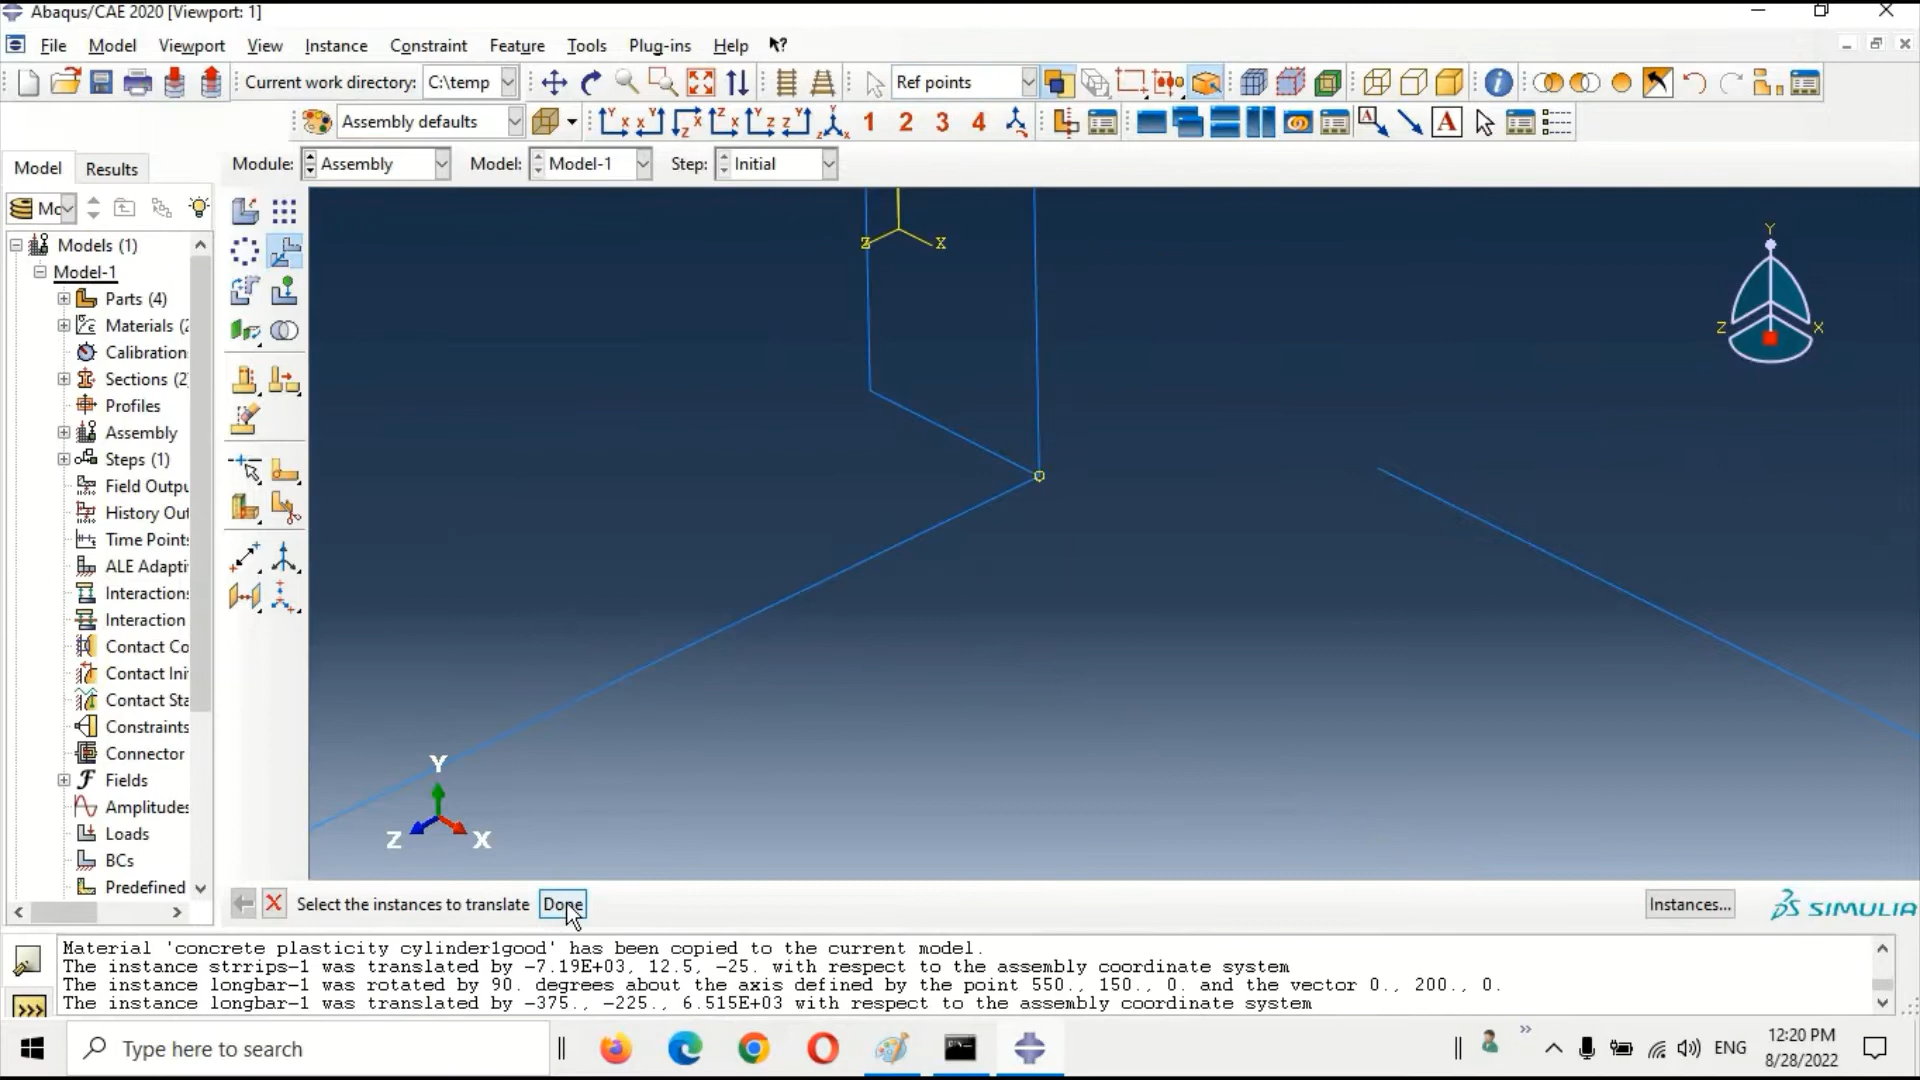 Abaqus/CAE 2020 [Viewport: 1]
File Model Viewport View Instance Constraint Feature Tools Plug-ins Help
Current work directory: C:\temp Ref points
Assembly defaults 1 2 3 4 A
Model Results Module: Assembly Model: Model-1 Step: Initial
Mo
Models (1)
Model-1
Parts (4)
Materials (2
Calibration
Sections (2
Profiles
Assembly
Steps (1)
Field Outpu
History Out
Time Points
ALE Adapti
Interactions
Interaction
Contact Co
Contact Ini
Contact Sta
Constraints
Connector
Fields
Amplitudes
Loads
BCs
Predefined
Z X
Y
Z X
Y
Z X
Select the instances to translate Done Instances...
SIMULIA
Material 'concrete plasticity cylinder1good' has been copied to the current model.
The instance strrips-1 was translated by -7.19E+03, 12.5, -25. with respect to the assembly coordinate system
The instance longbar-1 was rotated by 90. degrees about the axis defined by the point 550., 150., 0. and the vector 0., 200., 0.
The instance longbar-1 was translated by -375., -225., 6.515E+03 with respect to the assembly coordinate system
Type here to search
ENG
12:20 PM
8/28/2022